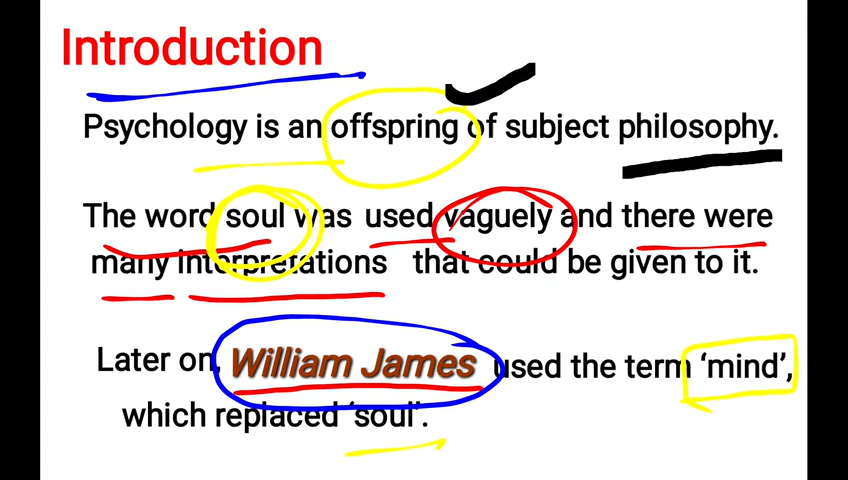 Introduction
Psychology is an offspring of subject philosophy.
The word soul was used vaguely and there were
many interpretations that could be given to it.
Later on, William James used the term ‘mind’,
which replaced ‘soul’.